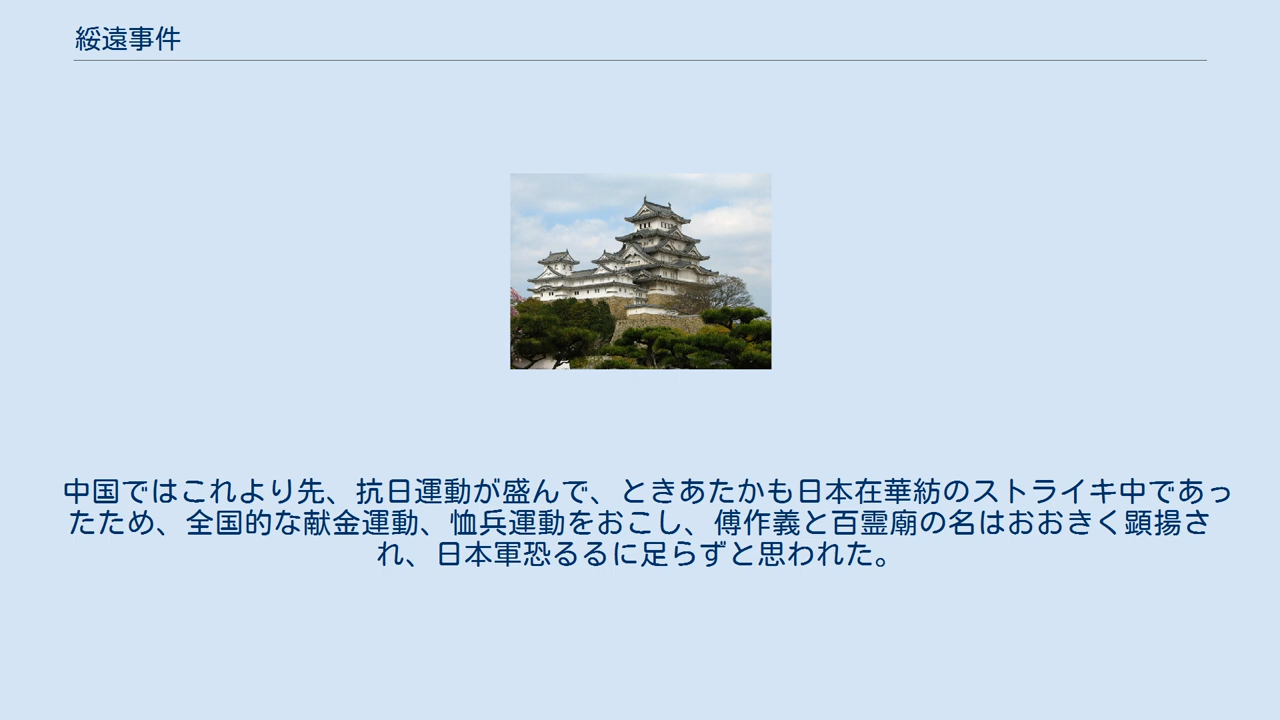 綏遠事件
中国ではこれより先、抗日運動が盛んで、ときあたかも日本在華紡のストライキ中であっ
たため、全国的な献金運動、恤兵運動をおこし、傅作義と百霊廟の名はおおきく顕揚さ
れ、日本軍恐るるに足らずと思われた。